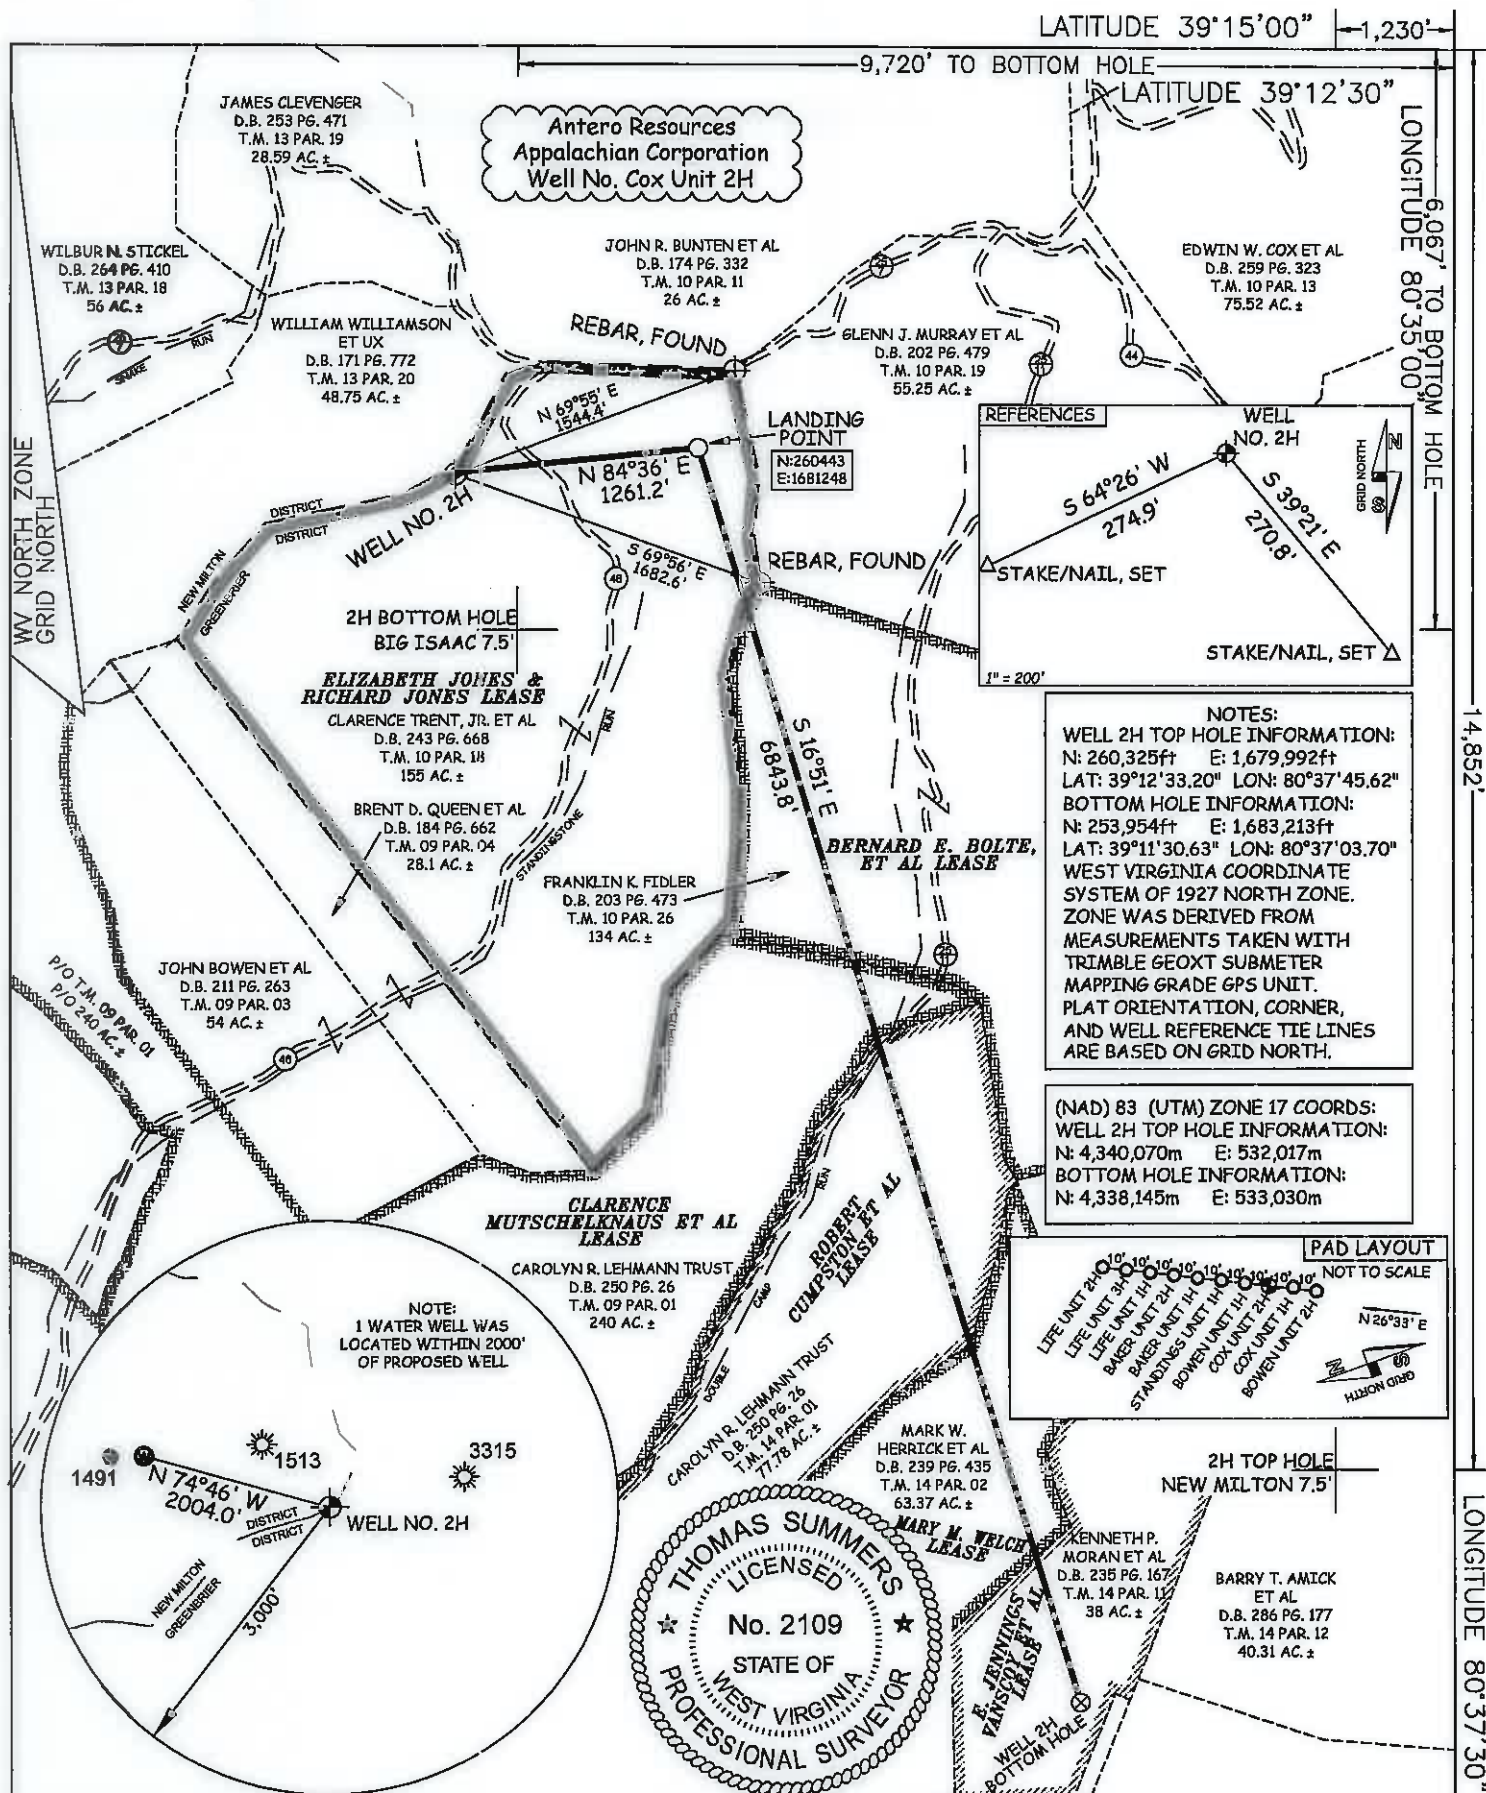 LATITUDE 39°15'00"
1,230'
9,720' TO BOTTOM HOLE
LATITUDE 39°12'30"
LONGITUDE 80°35'00"
6,067' TO BOTTOM HOLE
14,852'
LONGITUDE 80°37'30"
JAMES CLEVENGER
D.B. 253 PG. 471
T.M. 13 PAR. 19
28.59 AC. ±
Antero Resources
Appalachian Corporation
Well No. Cox Unit 2H
WILBUR N. STICKEL
D.B. 264 PG. 410
T.M. 13 PAR. 18
56 AC. ±
JOHN R. BUNTEN ET AL
D.B. 174 PG. 332
T.M. 10 PAR. 11
26 AC. ±
EDWIN W. COX ET AL
D.B. 259 PG. 323
T.M. 10 PAR. 13
75.52 AC. ±
WILLIAM WILLIAMSON
ET UX
D.B. 171 PG. 772
T.M. 13 PAR. 20
48.75 AC. ±
SNAKE
RUN
REBAR, FOUND
GLENN J. MURRAY ET AL
D.B. 202 PG. 479
T.M. 10 PAR. 19
55.25 AC. ±
44
N 69°55' E
1544.4'
LANDING
POINT
N:260443
E:1681248
N 84°36' E
1261.2'
WELL NO. 2H
S 69°56' E
1682.6'
REBAR, FOUND
WV NORTH ZONE
GRID NORTH
DISTRICT
DISTRICT
NEW MILTON
GREENBRIER
REFERENCES
WELL
NO. 2H
S 64°26' W
274.9'
S 39°21' E
270.8'
GRID NORTH
N
S
STAKE/NAIL, SET
STAKE/NAIL, SET
1" = 200'
2H BOTTOM HOLE
BIG ISAAC 7.5'
48
ELIZABETH JONES &
RICHARD JONES LEASE
CLARENCE TRENT, JR. ET AL
D.B. 243 PG. 668
T.M. 10 PAR. 18
155 AC. ±
RUN
STANDINGSTONE
S 16°51' E
6843.8'
BRENT D. QUEEN ET AL
D.B. 184 PG. 662
T.M. 09 PAR. 04
28.1 AC. ±
BERNARD E. BOLTE,
ET AL LEASE
FRANKLIN K. FIDLER
D.B. 203 PG. 473
T.M. 10 PAR. 26
134 AC. ±
25
NOTES:
WELL 2H TOP HOLE INFORMATION:
N: 260,325ft E: 1,679,992ft
LAT: 39°12'33.20" LON: 80°37'45.62"
BOTTOM HOLE INFORMATION:
N: 253,954ft E: 1,683,213ft
LAT: 39°11'30.63" LON: 80°37'03.70"
WEST VIRGINIA COORDINATE
SYSTEM OF 1927 NORTH ZONE.
ZONE WAS DERIVED FROM
MEASUREMENTS TAKEN WITH
TRIMBLE GEOXT SUBMETER
MAPPING GRADE GPS UNIT.
PLAT ORIENTATION, CORNER,
AND WELL REFERENCE TIE LINES
ARE BASED ON GRID NORTH.
JOHN BOWEN ET AL
D.B. 211 PG. 263
T.M. 09 PAR. 03
54 AC. ±
P/O T.M. 09 PAR. 01
P/O 240 AC. ±
(NAD) 83 (UTM) ZONE 17 COORDS:
WELL 2H TOP HOLE INFORMATION:
N: 4,340,070m E: 532,017m
BOTTOM HOLE INFORMATION:
N: 4,338,145m E: 533,030m
CLARENCE
MUTSCHELKNAUS ET AL
LEASE
ROBERT
CUMPSTON ET AL
LEASE
RUN
CAMP
DOUBLE
CAROLYN R. LEHMANN TRUST
D.B. 250 PG. 26
T.M. 09 PAR. 01
240 AC. ±
PAD LAYOUT
NOT TO SCALE
10' 10' 10' 10' 10' 10' 10' 10' 10'
LIFE UNIT 2H
LIFE UNIT 3H
LIFE UNIT 1H
BAKER UNIT 2H
BAKER UNIT 1H
STANDINGS UNIT 1H
BOWEN UNIT 1H
COX UNIT 2H
COX UNIT 1H
BOWEN UNIT 2H
N 26°33' E
N
S
GRID NORTH
NOTE:
1 WATER WELL WAS
LOCATED WITHIN 2000'
OF PROPOSED WELL
1491
1513
3315
N 74°46' W
2004.0'
DISTRICT
DISTRICT
WELL NO. 2H
NEW MILTON
GREENBRIER
3,000'
CAROLYN R. LEHMANN TRUST
D.B. 250 PG. 26
T.M. 14 PAR. 01
77.78 AC. ±
MARK W.
HERRICK ET AL
D.B. 239 PG. 435
T.M. 14 PAR. 02
63.37 AC. ±
2H TOP HOLE
NEW MILTON 7.5'
MARY M. WELCH
LEASE
KENNETH P.
MORAN ET AL
D.B. 235 PG. 167
T.M. 14 PAR. 11
38 AC. ±
BARRY T. AMICK
ET AL
D.B. 286 PG. 177
T.M. 14 PAR. 12
40.31 AC. ±
E. JENNINGS
VANSCOY ET AL
LEASE
WELL 2H
BOTTOM HOLE
THOMAS SUMMERS
LICENSED
No. 2109
STATE OF
WEST VIRGINIA
PROFESSIONAL SURVEYOR